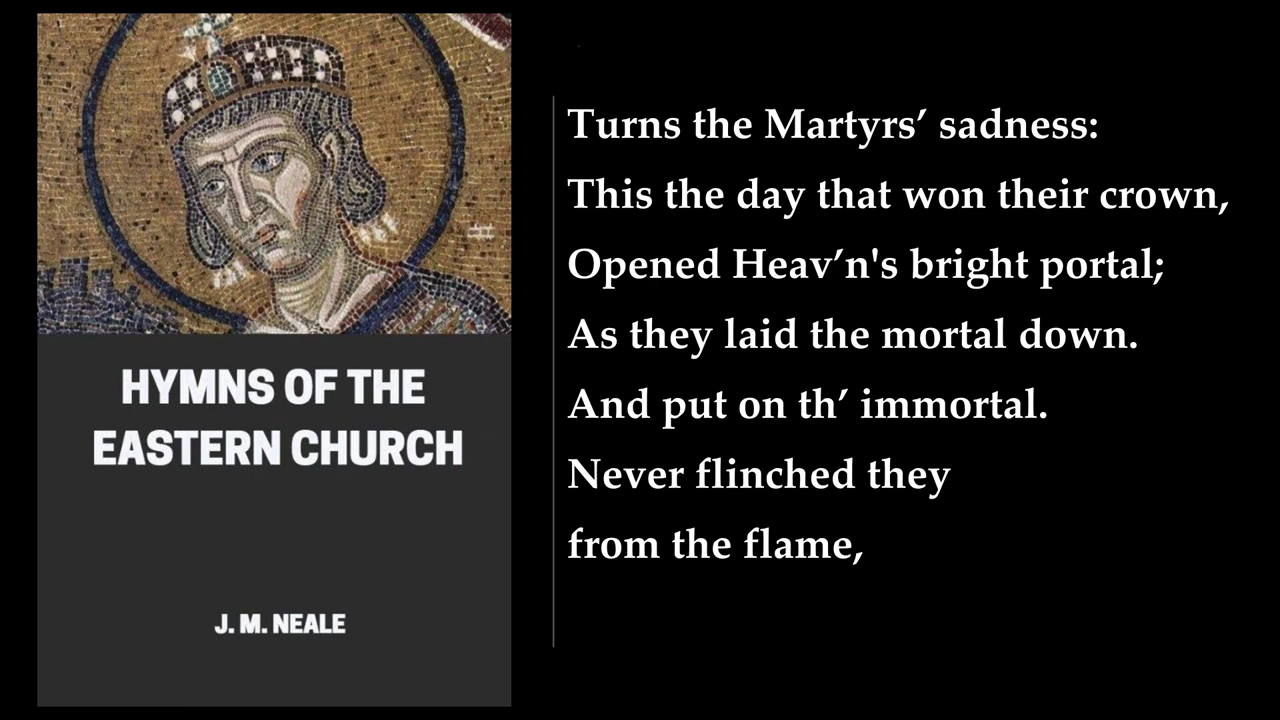 HYMNS OF THE
EASTERN CHURCH
J. M. NEALE
Turns the Martyrs’ sadness:
This the day that won their crown,
Opened Heav’n's bright portal;
As they laid the mortal down.
And put on th’ immortal.
Never flinched they
from the flame,